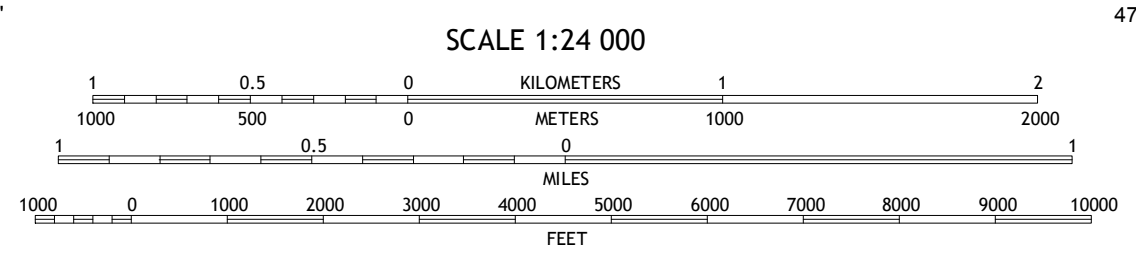 ' 47
SCALE 1:24 000
1 0.5 0 KILOMETERS 1 2
1000 500 0 METERS 1000 2000
1 0.5 0 1
MILES
1000 0 1000 2000 3000 4000 5000 6000 7000 8000 9000 10000
FEET